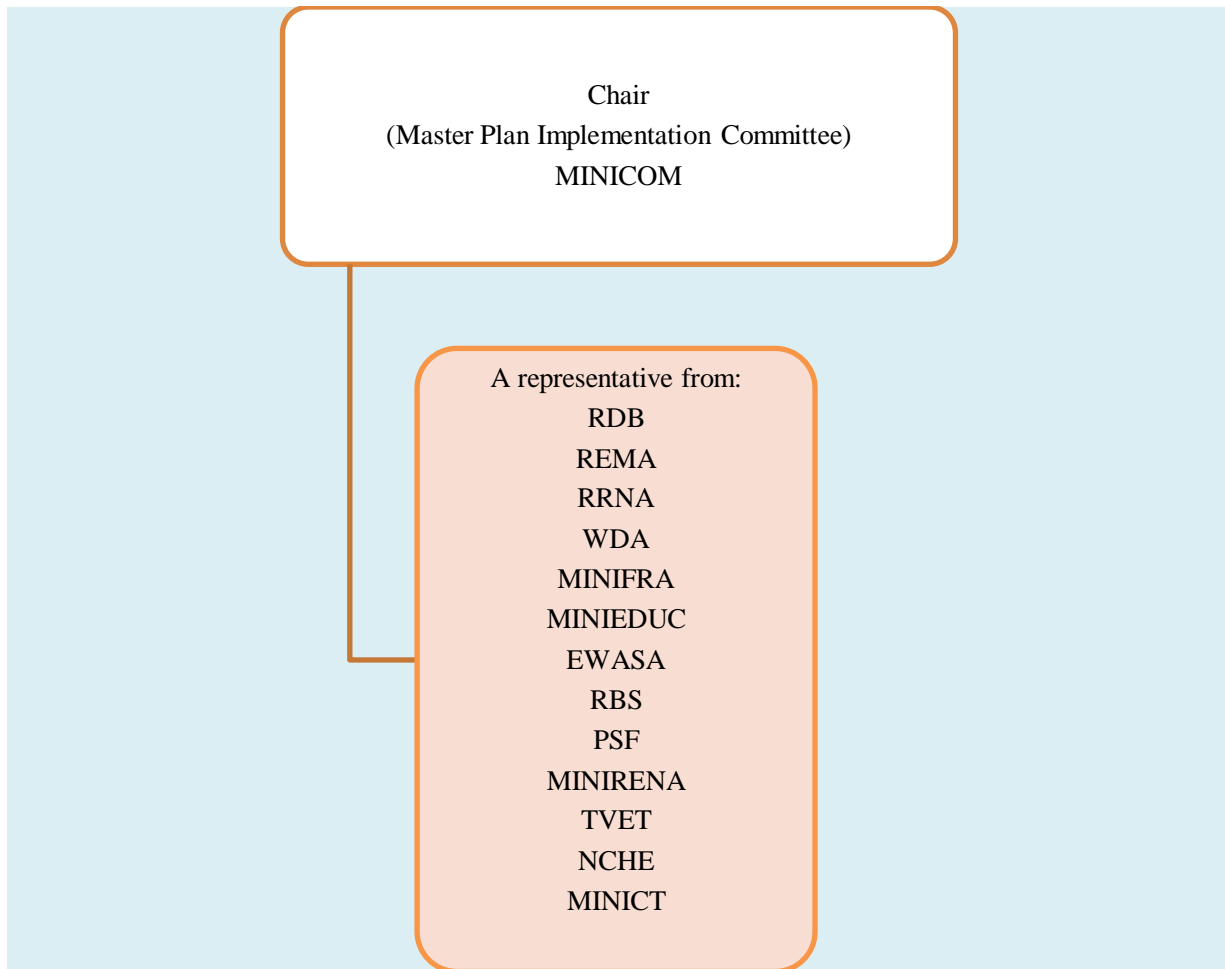 Chair
(Master Plan Implementation Committee)
MINICOM
A representative from:
RDB
REMA
RRNA
WDA
MINIFRA
MINIEDUC
EWASA
RBS
PSF
MINIRENA
TVET
NCHE
MINICT